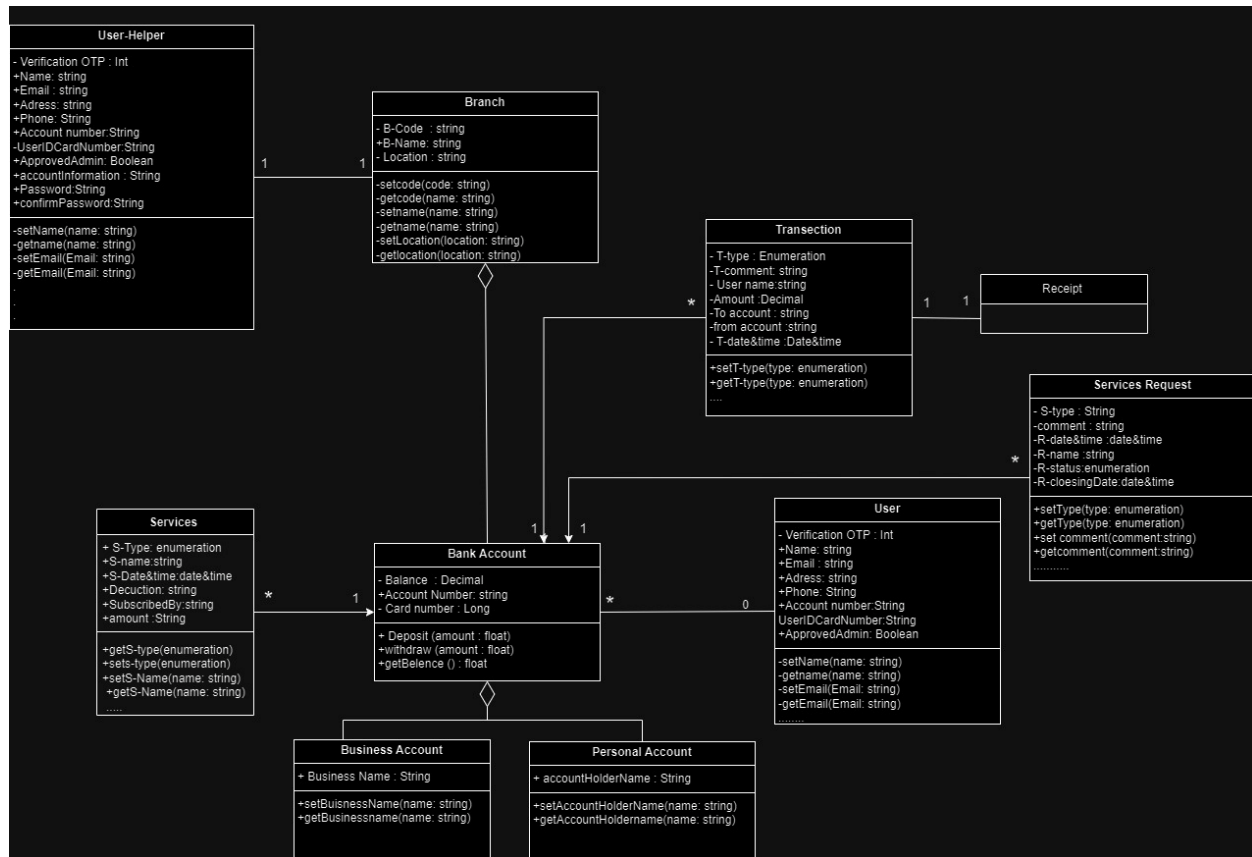 User-Helper
- Verification OTP : Int
+Name: string
+Email : string
+Adress: string
+Phone: String
+Account number:String
-UserIDCardNumber:String
+ApprovedAdmin: Boolean
+accountInformation : String
+Password:String
+confirmPassword:String
-setName(name: string)
-getname(name: string)
-setEmail(Email: string)
-getEmail(Email: string)
.
.
.
1
1
Branch
- B-Code : string
+B-Name: string
- Location : string
-setcode(code: string)
-getcode(name: string)
-setname(name: string)
-getname(name: string)
-setLocation(location: string)
-getlocation(location: string)
Transection
- T-type : Enumeration
-T-comment: string
- User name:string
-Amount :Decimal
-To account : string
-from account :string
- T-date&time :Date&time
+setT-type(type: enumeration)
+getT-type(type: enumeration)
....
*
1
1
1
Receipt
Services Request
- S-type : String
-comment : string
-R-date&time :date&time
-R-name :string
-R-status:enumeration
-R-cloesingDate:date&time
+setType(type: enumeration)
+getType(type: enumeration)
+set comment(comment:string)
+getcomment(comment:string)
...........
*
1
Services
+ S-Type: enumeration
+S-name:string
+S-Date&time:date&time
+Decuction: string
+SubscribedBy:string
+amount :String
+getS-type(enumeration)
+sets-type(enumeration)
+setS-Name(name: string)
+getS-Name(name: string)
.....
*
1
Bank Account
- Balance : Decimal
+Account Number: string
- Card number : Long
+ Deposit (amount : float)
+withdraw (amount : float)
+getBelence () : float
*
0
User
- Verification OTP : Int
+Name: string
+Email : string
+Adress: string
+Phone: String
+Account number:String
UserIDCardNumber:String
+ApprovedAdmin: Boolean
-setName(name: string)
-getname(name: string)
-setEmail(Email: string)
-getEmail(Email: string)
........
Business Account
+ Business Name : String
+setBuisnessName(name: string)
+getBusinessname(name: string)
Personal Account
+ accountHolderName : String
+setAccountHolderName(name: string)
+getAccountHoldername(name: string)